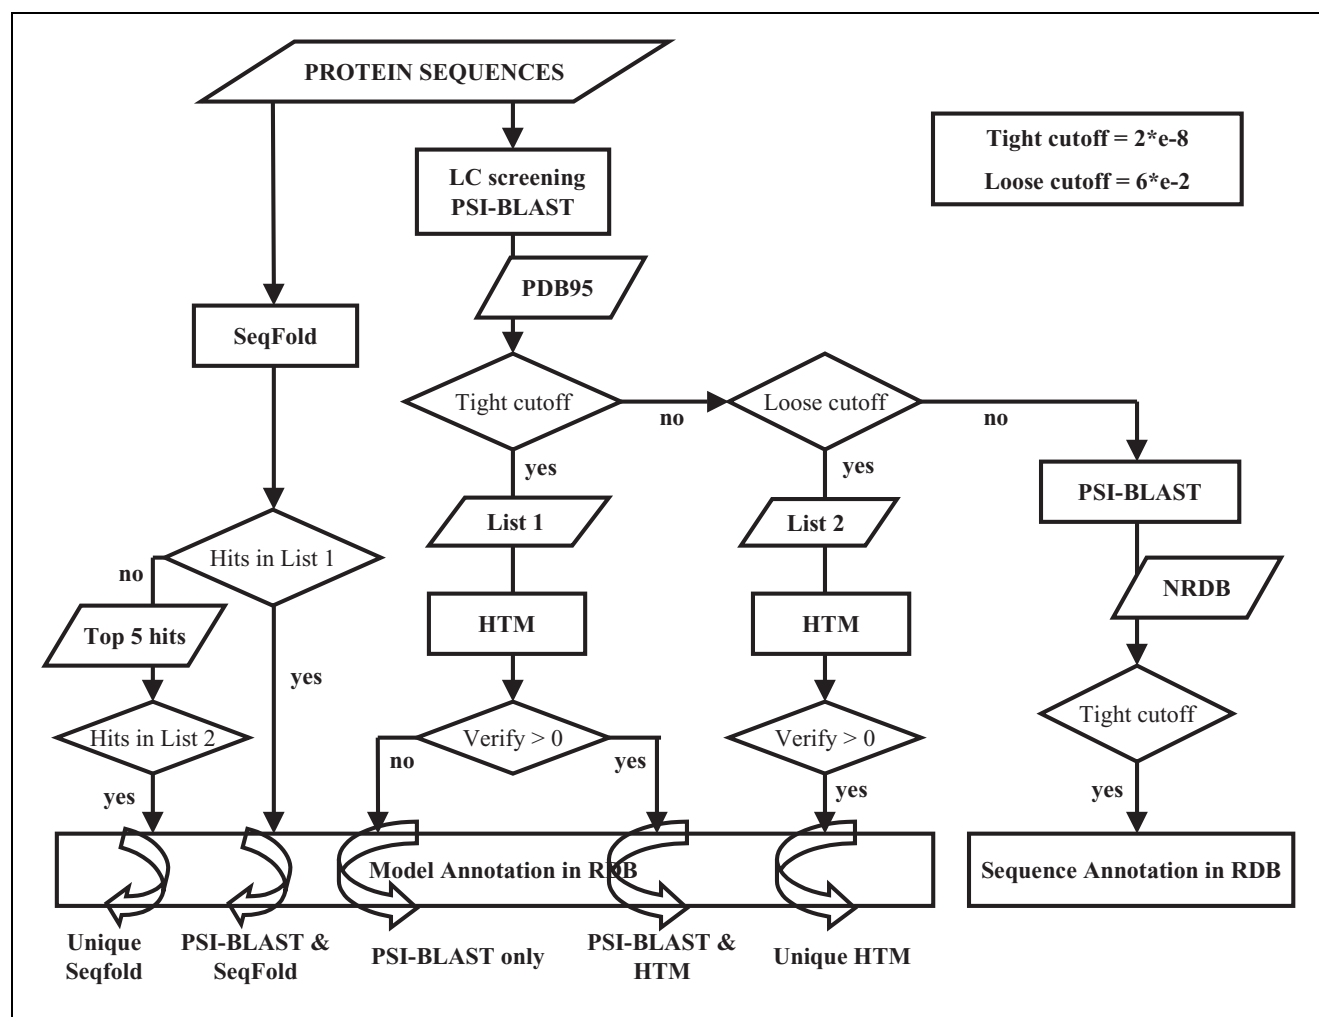 PROTEIN SEQUENCES
Tight cutoff = 2*e-8
Loose cutoff = 6*e-2
LC screening
PSI-BLAST
PDB95
SeqFold
Tight cutoff
no
Loose cutoff
no
yes
yes
PSI-BLAST
List 1
List 2
Hits in List 1
no
NRDB
HTM
HTM
Top 5 hits
yes
Tight cutoff
Hits in List 2
Verify > 0
Verify > 0
no
yes
yes
yes
yes
Model Annotation in RDB
Sequence Annotation in RDB
Unique
Seqfold
PSI-BLAST &
SeqFold
PSI-BLAST only
PSI-BLAST &
HTM
Unique HTM